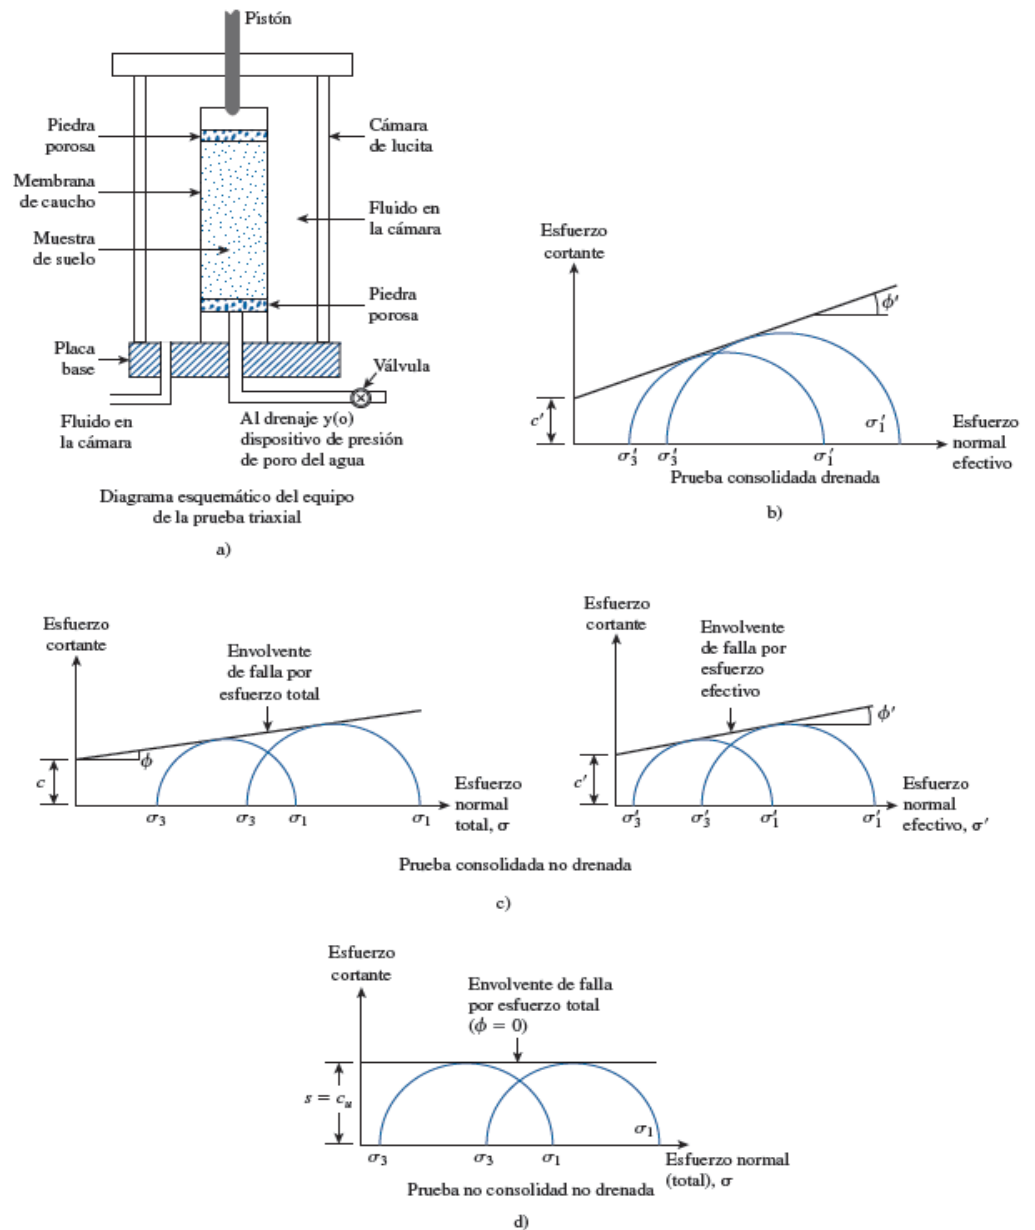 Pistón
Piedra
porosa
Cámara
de lucita
Membrana
de caucho
Fluido en
la cámara
Muestra
de suelo
Piedra
porosa
Placa
base
Válvula
Fluido en
la cámara
Al drenaje y(o)
dispositivo de presión
de poro del agua
Diagrama esquemático del equipo
de la prueba triaxial
a)
Esfuerzo
cortante
ϕ′
c′
σ′₃ σ′₃ σ′₁ σ′₁
Esfuerzo
normal
efectivo
Prueba consolidada drenada
b)
Esfuerzo
cortante
Envolvente
de falla por
esfuerzo total
ϕ
c
σ₃ σ₃ σ₁ σ₁
Esfuerzo
normal
total, σ
Esfuerzo
cortante
Envolvente
de falla por
esfuerzo
efectivo
ϕ′
c′
σ′₃ σ′₃ σ′₁ σ′₁
Esfuerzo
normal
efectivo, σ′
Prueba consolidada no drenada
c)
Esfuerzo
cortante
Envolvente de falla
por esfuerzo total
(ϕ = 0)
s = cᵤ
σ₃ σ₃ σ₁ σ₁
Esfuerzo normal
(total), σ
Prueba no consolidad no drenada
d)